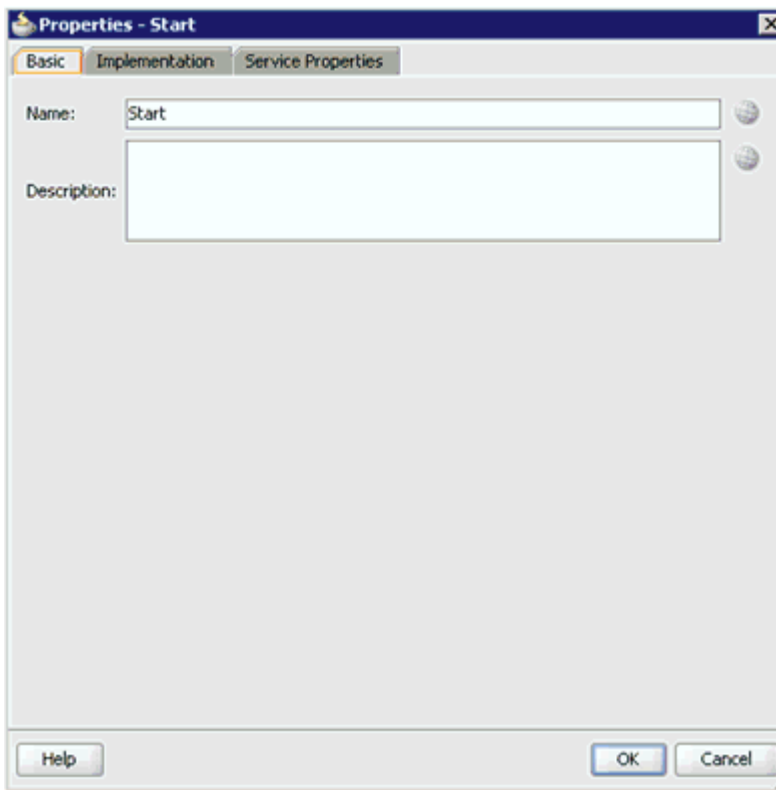 Properties - Start
Basic Implementation Service Properties
Name: Start
Description:
Help OK Cancel